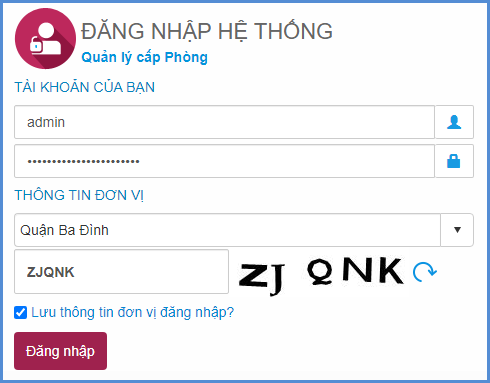 ĐĂNG NHẬP HỆ THỐNG
Quản lý cấp Phòng
TÀI KHOẢN CỦA BẠN
admin
•••••••••••••••••••••••
THÔNG TIN ĐƠN VỊ
Quận Ba Đình
ZJQNK
ZJ QNK
Lưu thông tin đơn vị đăng nhập?
Đăng nhập